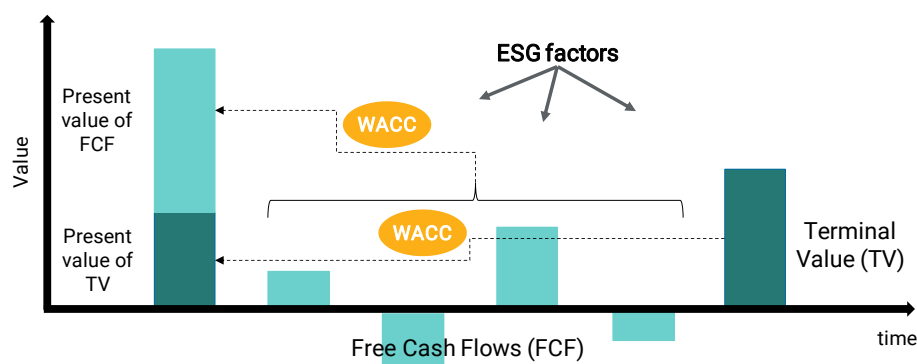 ESG factors
Present
value of
FCF
WACC
Value
WACC
Present
value of
TV
Terminal
Value (TV)
Free Cash Flows (FCF)
time